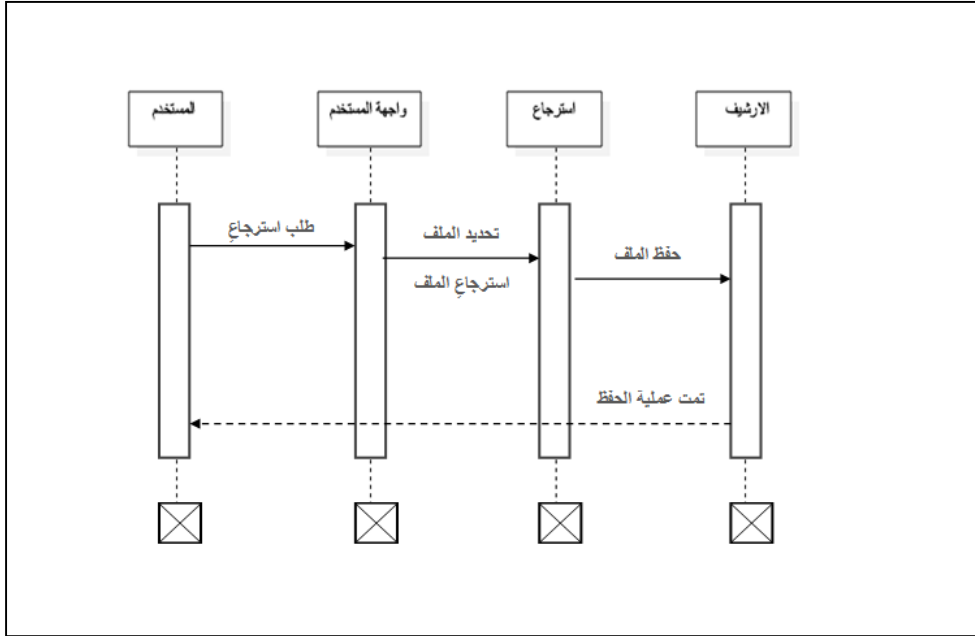 المستخدم
واجهة المستخدم
استرجاع
الارشيف
طلب استرجاعِ
تحديد الملف
استرجاعِ الملف
حفظ الملف
تمت عملية الحفظ